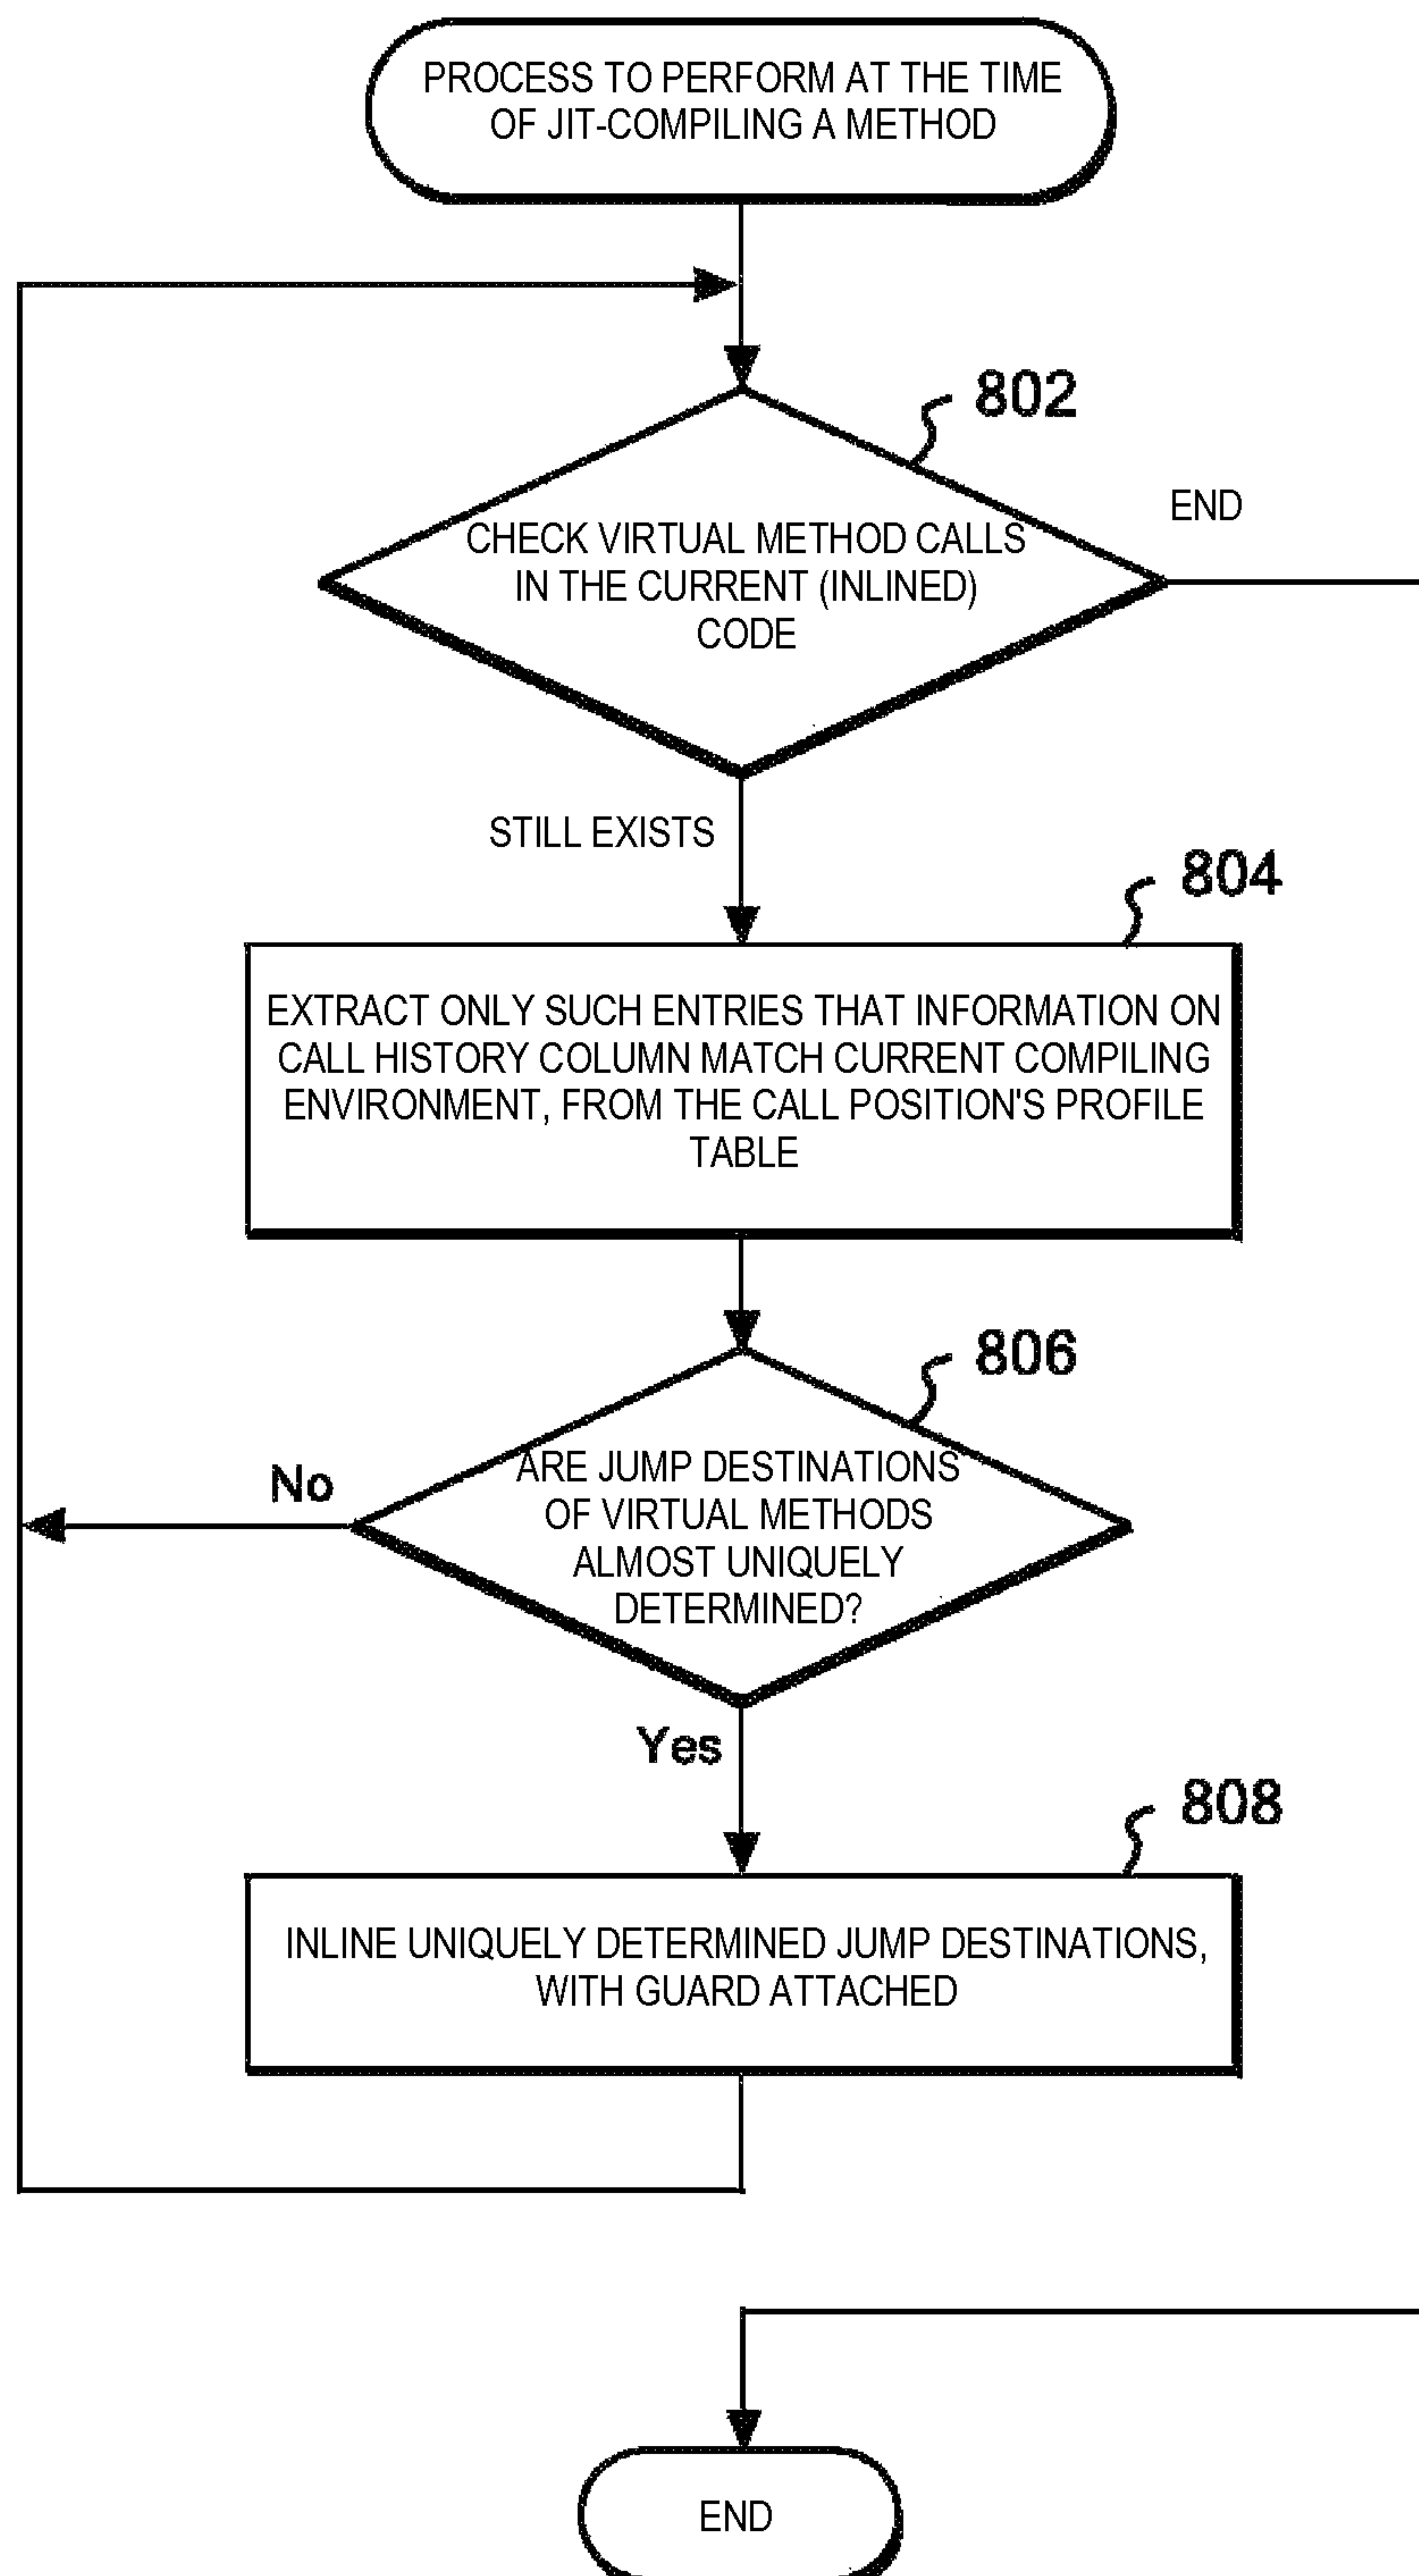 PROCESS TO PERFORM AT THE TIME
OF JIT-COMPILING A METHOD
802
END
CHECK VIRTUAL METHOD CALLS
IN THE CURRENT (INLINED)
CODE
STILL EXISTS
804
EXTRACT ONLY SUCH ENTRIES THAT INFORMATION ON
CALL HISTORY COLUMN MATCH CURRENT COMPILING
ENVIRONMENT, FROM THE CALL POSITION'S PROFILE
TABLE
806
No
ARE JUMP DESTINATIONS
OF VIRTUAL METHODS
ALMOST UNIQUELY
DETERMINED?
Yes
808
INLINE UNIQUELY DETERMINED JUMP DESTINATIONS,
WITH GUARD ATTACHED
END